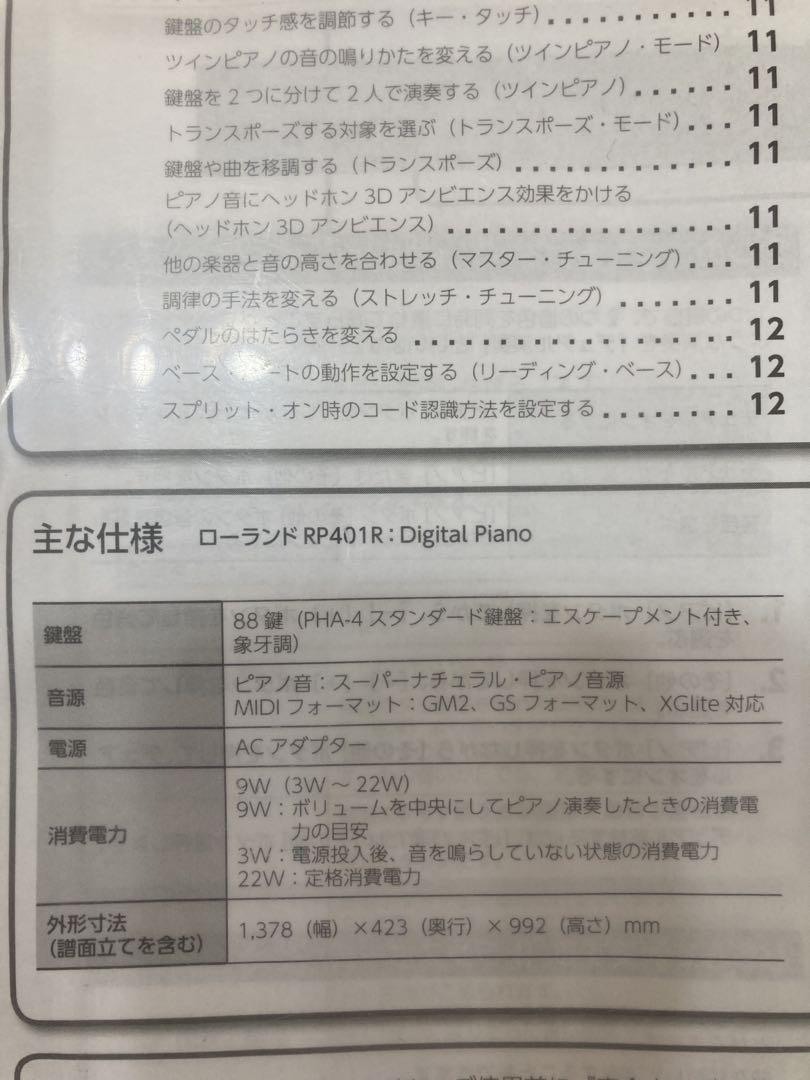 鍵盤のタッチ感を調節する（キー・タッチ）............ 11
ツインピアノの音の鳴りかたを変える（ツインピアノ・モード） 11
鍵盤を2つに分けて2人で演奏する（ツインピアノ）...... 11
トランスポーズする対象を選ぶ（トランスポーズ・モード）... 11
鍵盤や曲を移調する（トランスポーズ）............. 11
ピアノ音にヘッドホン3Dアンビエンス効果をかける
（ヘッドホン3Dアンビエンス）................. 11
他の楽器と音の高さを合わせる（マスター・チューニング）... 11
調律の手法を変える（ストレッチ・チューニング）....... 11
ペダルのはたらきを変える................... 12
ベース・パートの動作を設定する（リーディング・ベース）... 12
スプリット・オン時のコード認識方法を設定する........ 12
主な仕様 ローランド RP401R：Digital Piano
鍵盤 88鍵（PHA-4 スタンダード鍵盤：エスケープメント付き、
象牙調）
音源 ピアノ音：スーパーナチュラル・ピアノ音源
MIDI フォーマット：GM2、GS フォーマット、XGlite 対応
電源 AC アダプター
消費電力 9W（3W ～ 22W）
9W：ボリュームを中央にしてピアノ演奏したときの消費電
力の目安
3W：電源投入後、音を鳴らしていない状態の消費電力
22W：定格消費電力
外形寸法
（譜面立てを含む） 1,378（幅）×423（奥行）× 992（高さ）mm